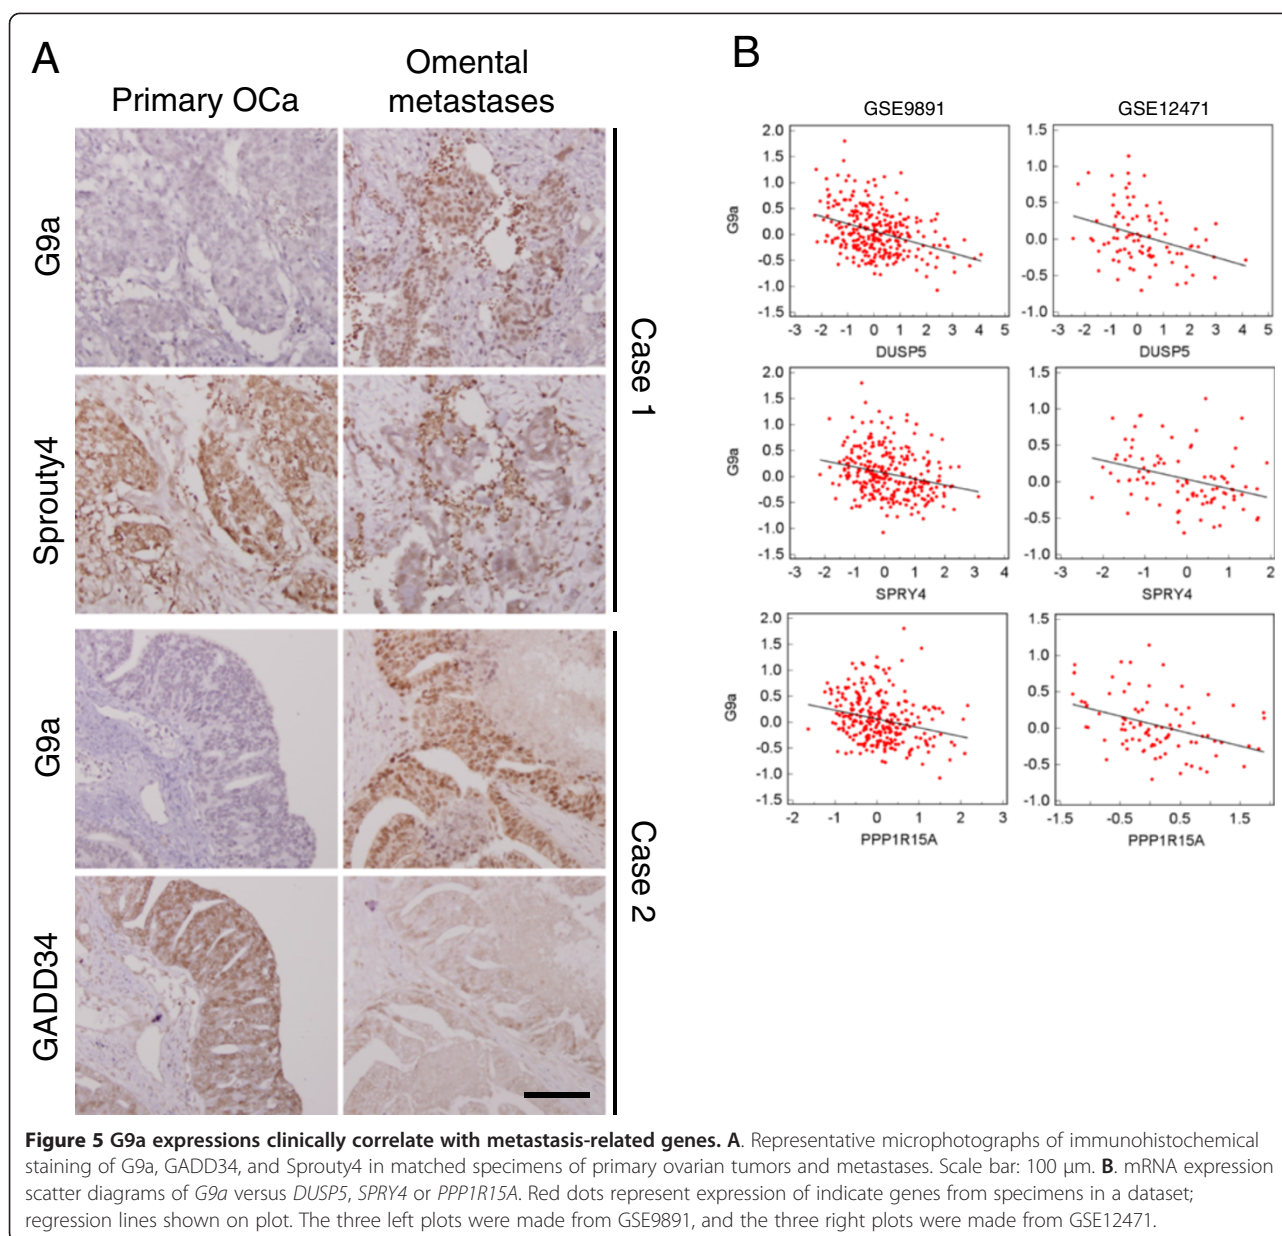 A
Primary OCa
Omental
metastases
G9a
Sprouty4
Case 1
G9a
GADD34
Case 2
B
GSE9891
GSE12471
2.0
1.5
1.0
0.5
0.0
-0.5
-1.0
-1.5
G9a
-3 -2 -1 0 1 2 3 4 5
DUSP5
1.5
1.0
0.5
0.0
-0.5
-1.0
-3 -2 -1 0 1 2 3 4 5
DUSP5
2.0
1.5
1.0
0.5
0.0
-0.5
-1.0
-1.5
G9a
-3 -2 -1 0 1 2 3 4
SPRY4
1.5
1.0
0.5
0.0
-0.5
-1.0
-3 -2 -1 0 1 2
SPRY4
2.0
1.5
1.0
0.5
0.0
-0.5
-1.0
-1.5
G9a
-2 -1 0 1 2 3
PPP1R15A
1.5
1.0
0.5
0.0
-0.5
-1.0
-1.5 -0.5 0.5 1.5
PPP1R15A
Figure 5 G9a expressions clinically correlate with metastasis-related genes. A. Representative microphotographs of immunohistochemical
staining of G9a, GADD34, and Sprouty4 in matched specimens of primary ovarian tumors and metastases. Scale bar: 100 μm. B. mRNA expression
scatter diagrams of G9a versus DUSP5, SPRY4 or PPP1R15A. Red dots represent expression of indicate genes from specimens in a dataset;
regression lines shown on plot. The three left plots were made from GSE9891, and the three right plots were made from GSE12471.